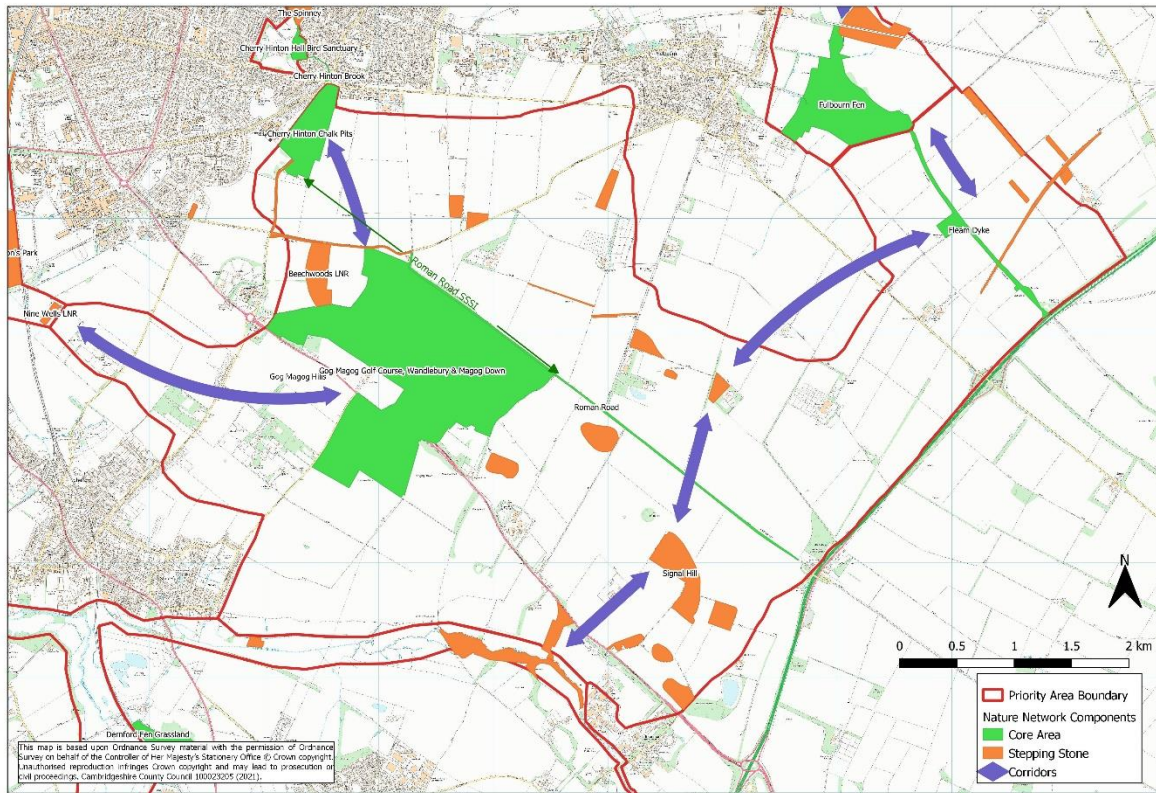 The Spinney
Cherry Hinton Hall Bird Sanctuary
Cherry Hinton Brook
Cherry Hinton Chalk Pits
Fulbourn Fen
Fleam Dyke
Roman Road SSSI
Beechwoods LNR
on's Park
Nine Wells LNR
Gog Magog Hills
Gog Magog Golf Course, Wandlebury & Magog Down
Roman Road
Signal Hill
Dernford Fen Grassland
N
0 0.5 1 1.5 2 km
Priority Area Boundary
Nature Network Components
Core Area
Stepping Stone
Corridors
This map is based upon Ordnance Survey material with the permission of Ordnance
Survey on behalf of the Controller of Her Majesty's Stationery Office © Crown copyright.
Unauthorised reproduction infringes Crown copyright and may lead to prosecution or
civil proceedings. Cambridgeshire County Council 100023205 (2021).